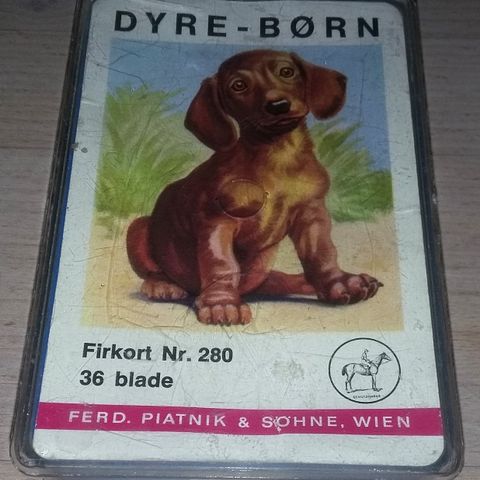 DYRE-BØRN
Firkort Nr. 280
36 blade
FERD. PIATNIK & SÖHNE, WIEN